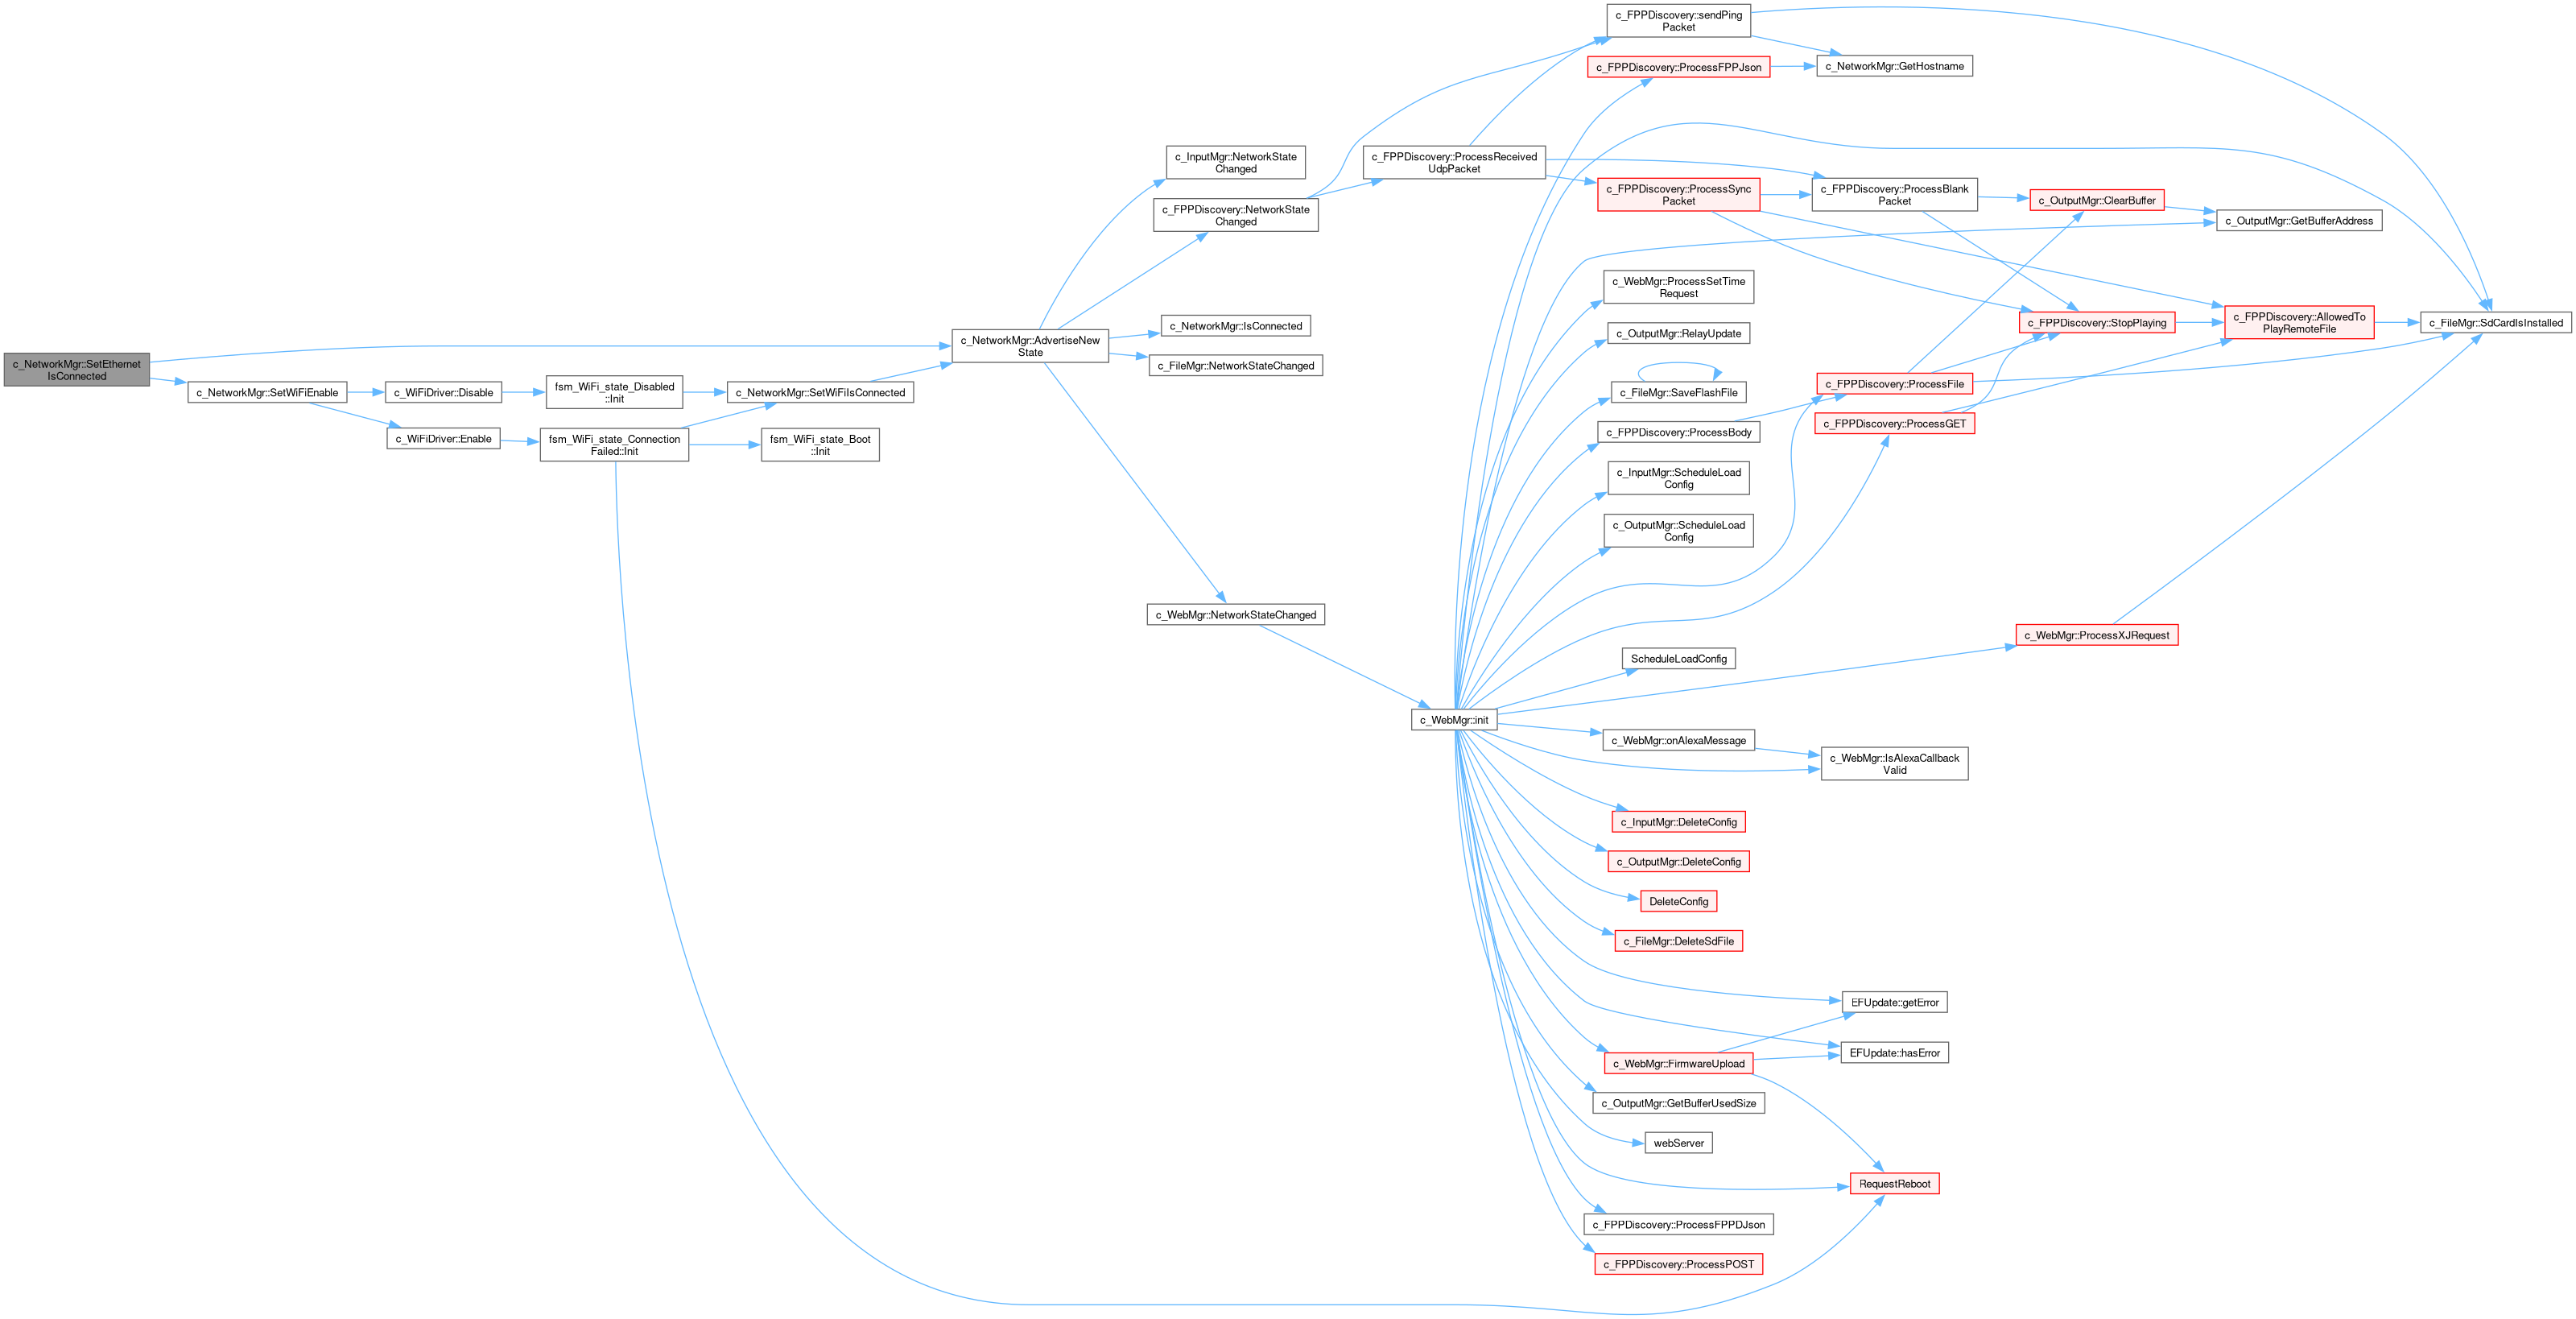 c_FPPDiscovery::sendPing
Packet
c_FPPDiscovery::ProcessFPPJson
c_NetworkMgr::GetHostname
c_InputMgr::NetworkState
Changed
c_FPPDiscovery::ProcessReceived
UdpPacket
c_FPPDiscovery::NetworkState
Changed
c_FPPDiscovery::ProcessSync
Packet
c_FPPDiscovery::ProcessBlank
Packet
c_OutputMgr::ClearBuffer
c_OutputMgr::GetBufferAddress
c_WebMgr::ProcessSetTime
Request
c_NetworkMgr::IsConnected
c_OutputMgr::RelayUpdate
c_FPPDiscovery::StopPlaying
c_FPPDiscovery::AllowedTo
PlayRemoteFile
c_FileMgr::SdCardIsInstalled
c_NetworkMgr::AdvertiseNew
State
c_FileMgr::NetworkStateChanged
c_NetworkMgr::SetEthernet
IsConnected
c_NetworkMgr::SetWiFiEnable
c_WiFiDriver::Disable
fsm_WiFi_state_Disabled
::Init
c_NetworkMgr::SetWiFiIsConnected
c_FileMgr::SaveFlashFile
c_FPPDiscovery::ProcessFile
c_FPPDiscovery::ProcessGET
c_WiFiDriver::Enable
fsm_WiFi_state_Connection
Failed::Init
fsm_WiFi_state_Boot
::Init
c_FPPDiscovery::ProcessBody
c_InputMgr::ScheduleLoad
Config
c_OutputMgr::ScheduleLoad
Config
c_WebMgr::NetworkStateChanged
c_WebMgr::ProcessXJRequest
ScheduleLoadConfig
c_WebMgr::init
c_WebMgr::onAlexaMessage
c_WebMgr::IsAlexaCallback
Valid
c_InputMgr::DeleteConfig
c_OutputMgr::DeleteConfig
DeleteConfig
c_FileMgr::DeleteSdFile
EFUpdate::getError
EFUpdate::hasError
c_WebMgr::FirmwareUpload
c_OutputMgr::GetBufferUsedSize
webServer
RequestReboot
c_FPPDiscovery::ProcessFPPDJson
c_FPPDiscovery::ProcessPOST